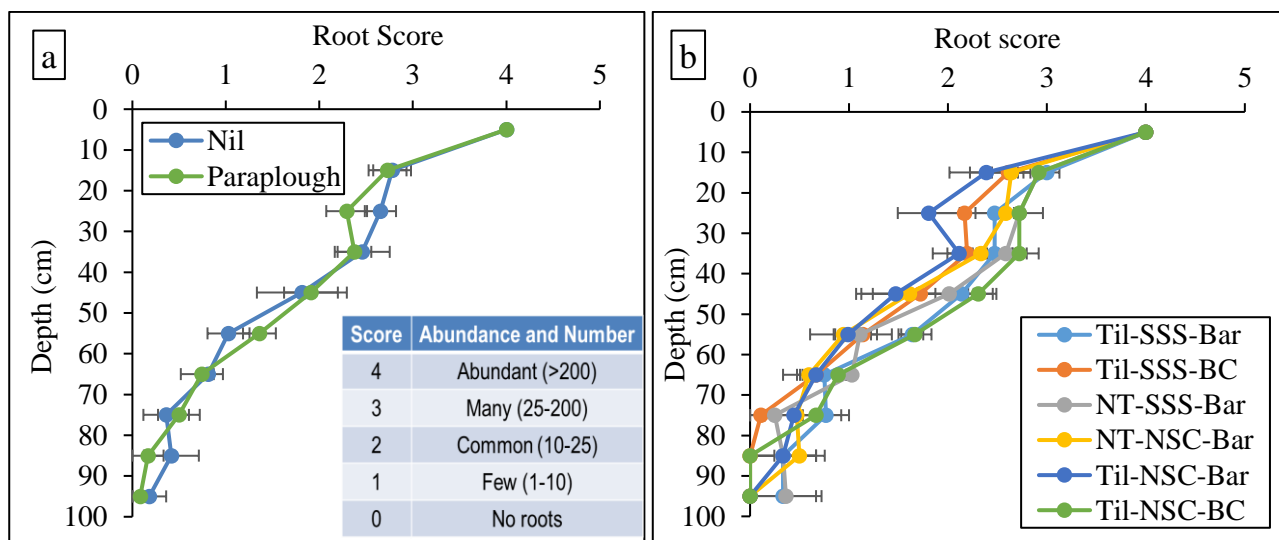 a
Root Score
0 1 2 3 4 5
Depth (cm)
0
10
20
30
40
50
60
70
80
90
100
Nil
Paraplough
Score Abundance and Number
4 Abundant (>200)
3 Many (25-200)
2 Common (10-25)
1 Few (1-10)
0 No roots
b
Root score
0 1 2 3 4 5
Depth (cm)
0
10
20
30
40
50
60
70
80
90
100
Til-SSS-Bar
Til-SSS-BC
NT-SSS-Bar
NT-NSC-Bar
Til-NSC-Bar
Til-NSC-BC